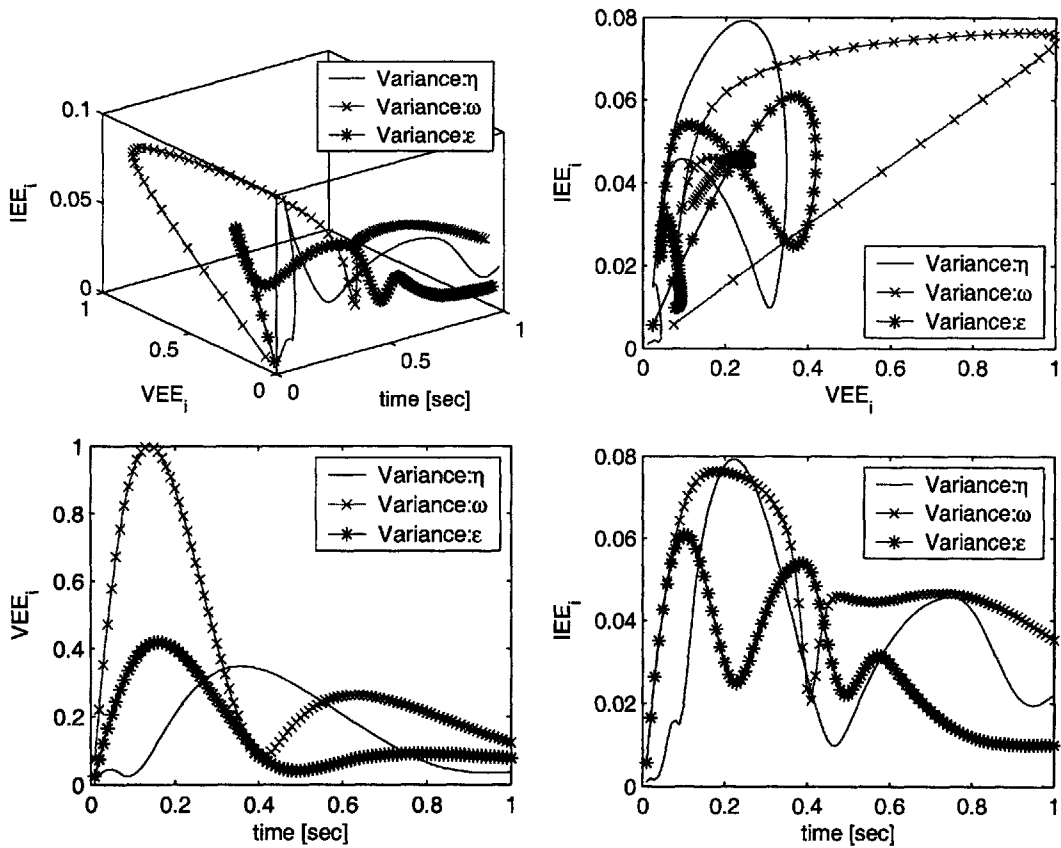 Variance:η
Variance:ω
Variance:ε
0.1
0.05
0
1
0.5
0
0
0.5
1
IEE_i
VEE_i
time [sec]
0.08
0.06
0.04
0.02
0
0
0.2
0.4
0.6
0.8
1
IEE_i
VEE_i
Variance:η
Variance:ω
Variance:ε
1
0.8
0.6
0.4
0.2
0
0
0.2
0.4
0.6
0.8
1
VEE_i
time [sec]
Variance:η
Variance:ω
Variance:ε
0.08
0.06
0.04
0.02
0
0
0.2
0.4
0.6
0.8
1
IEE_i
time [sec]
Variance:η
Variance:ω
Variance:ε